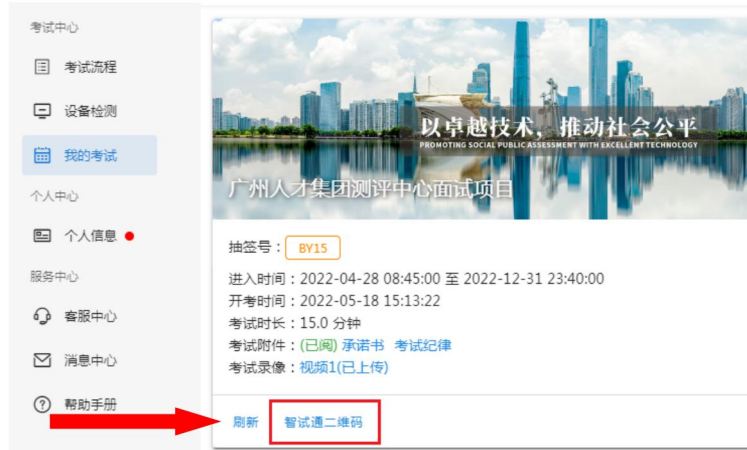 考试中心
考试流程
设备检测
我的考试
个人中心
个人信息
服务中心
客服中心
消息中心
帮助手册
以卓越技术，推动社会公平
PROMOTING SOCIAL PUBLIC ASSESSMENT WITH EXCELLENT TECHNOLOGY
广州人才集团测评中心面试项目
抽签号： BY15
进入时间：2022-04-28 08:45:00 至 2022-12-31 23:40:00
开考时间：2022-05-18 15:13:22
考试时长：15.0 分钟
考试附件：(已阅) 承诺书 考试纪律
考试录像：视频1(已上传)
刷新 智试通二维码